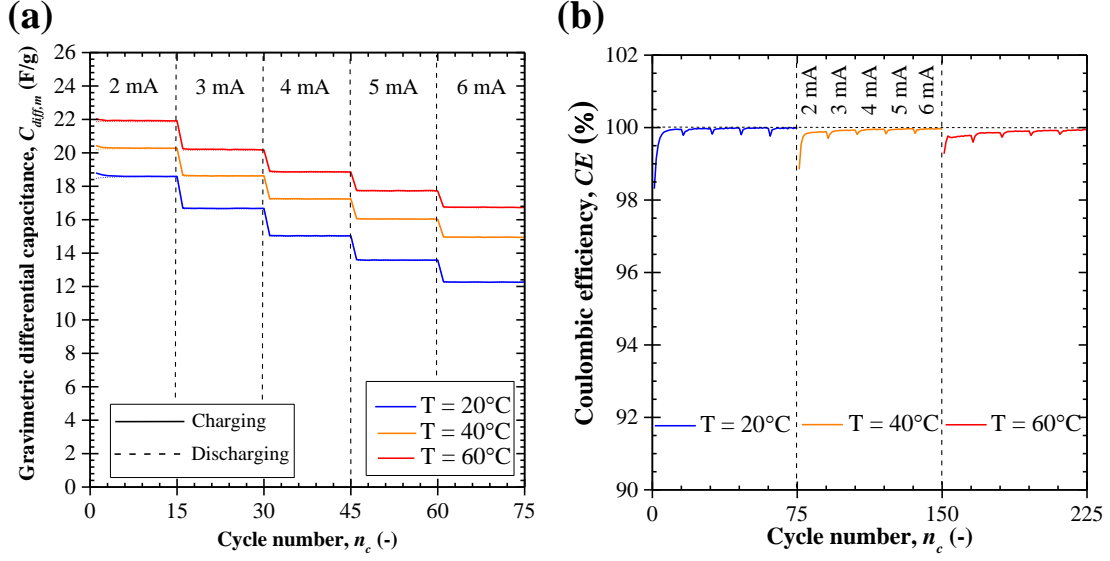 (a)
Gravimetric differential capacitance, C_diff,m (F/g)
26
24
22
20
18
16
14
12
10
8
6
4
2
0
2 mA
3 mA
4 mA
5 mA
6 mA
Charging
Discharging
T = 20°C
T = 40°C
T = 60°C
0
15
30
45
60
75
Cycle number, n_c (-)
(b)
Coulombic efficiency, CE (%)
102
100
98
96
94
92
90
2 mA
3 mA
4 mA
5 mA
6 mA
T = 20°C
T = 40°C
T = 60°C
0
75
150
225
Cycle number, n_c (-)